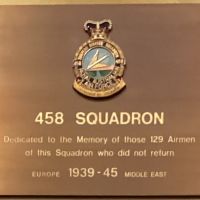 458 SQUADRON
Dedicated to the Memory of those 129 Airmen
of this Squadron who did not return
EUROPE 1939-45 MIDDLE EAST